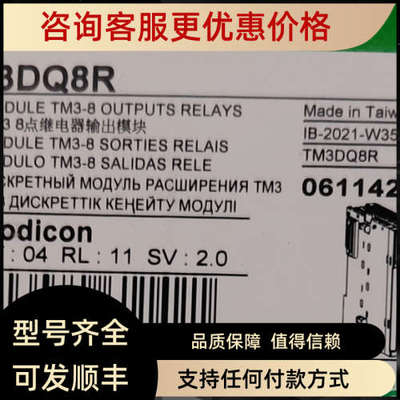 咨询客服更优惠价格
3DQ8R
DULE TM3-8 OUTPUTS RELAYS
3 8点继电器输出模块
DULE TM3-8 SORTIES RELAIS
DULO TM3-8 SALIDAS RELE
СКРЕТНЫЙ МОДУЛЬ РАСШИРЕНИЯ TM3
ДИСКРЕТТІК КЕҢЕЙТУ МОДУЛІ
odicon
: 04 RL : 11 SV : 2.0
Made in Taiw
IB-2021-W35
TM3DQ8R
061142
型号齐全
可发顺丰
品质保障 值得信赖
支持任何付款方式